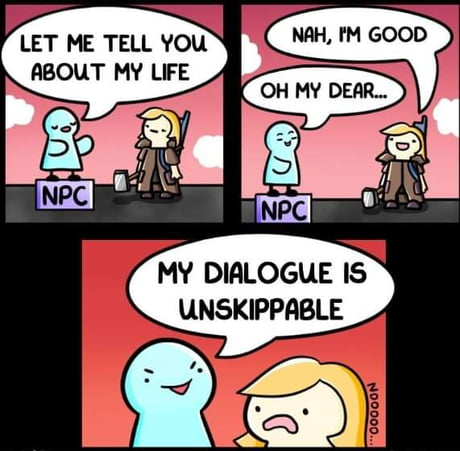 LET ME TELL YOU
ABOUT MY LIFE
NPC
NAH, I'M GOOD
OH MY DEAR...
NPC
MY DIALOGUE IS
UNSKIPPABLE
NOOOOO...